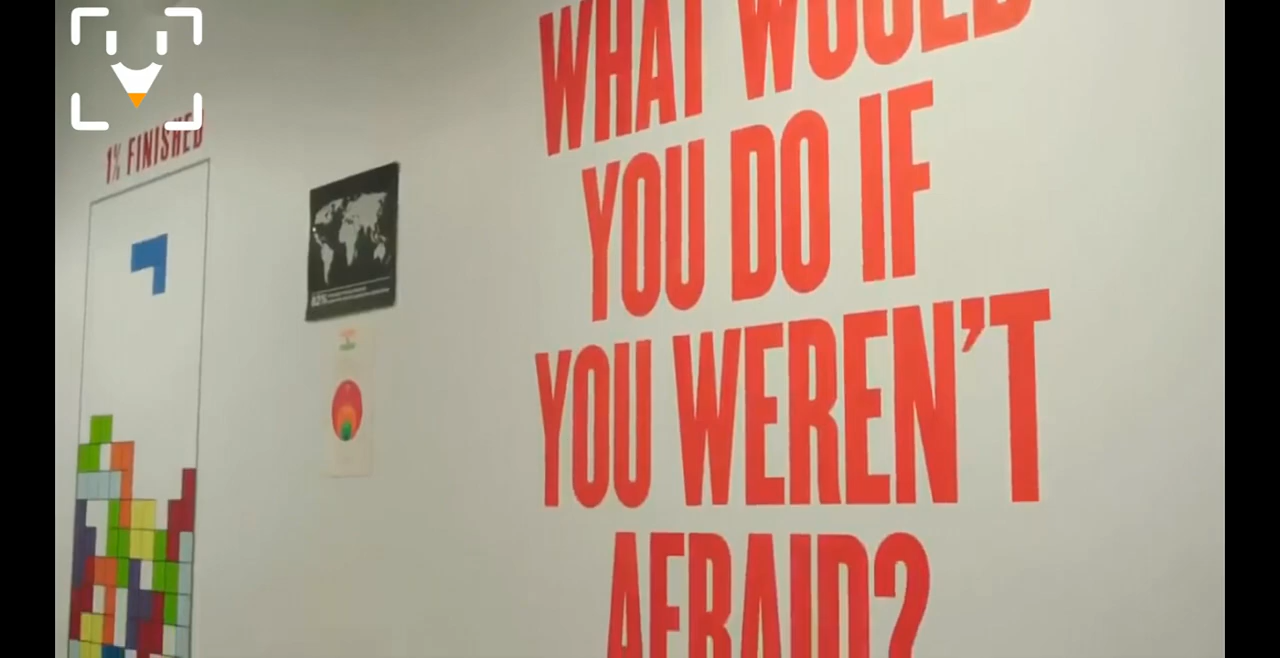 1% FINISHED
WHAT WOULD
YOU DO IF
YOU WEREN'T
AFRAID?